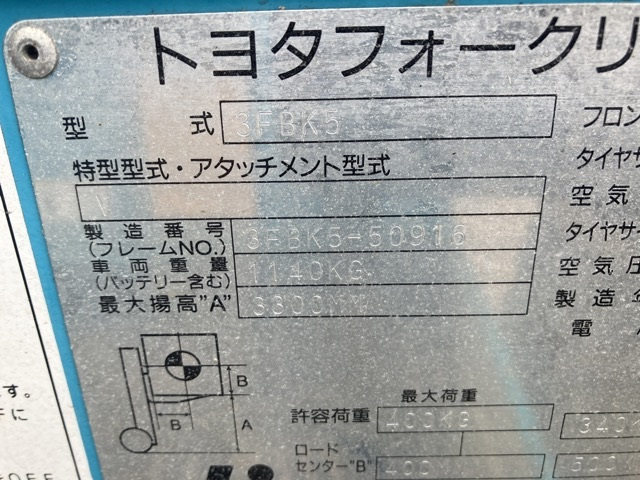 トヨタフォークリ
型式 3FBK5 フロン
特型型式・アタッチメント型式 タイヤサ
V 空気
製造番号(フレームNO.) 3FBK5-50916 タイヤサイ
車両重量(バッテリー含む) 1140KG 空気圧
最大揚高"A" 3300 製造
電
B
B A
最大荷重
許容荷重 400KG 340K
ロードセンター"B" 400 500
す。
に